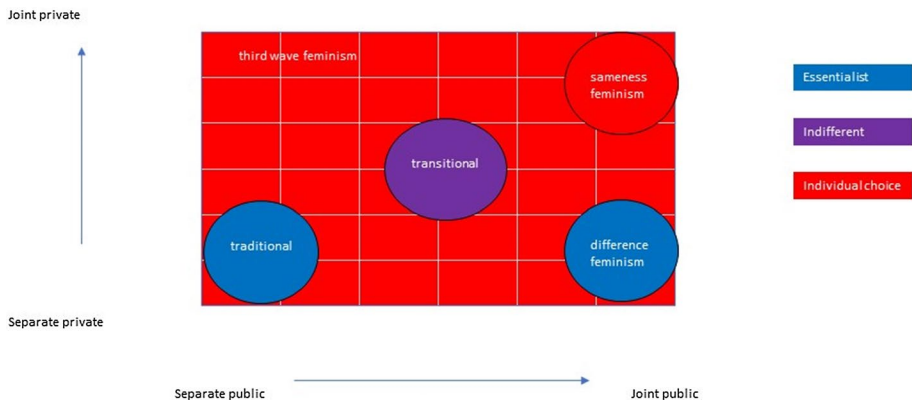 Joint private
third wave feminism
sameness
feminism
Essentialist
Indifferent
transitional
Individual choice
traditional
difference
feminism
Separate private
Separate public
Joint public